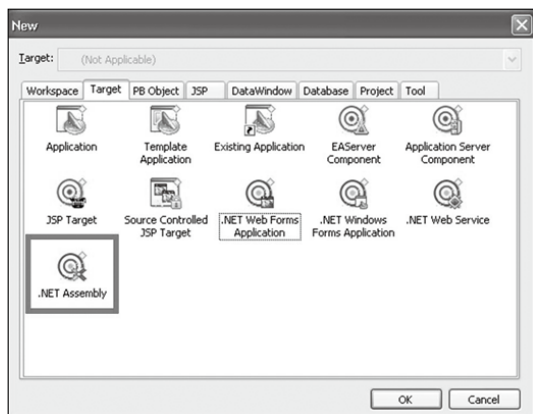 New
Target: (Not Applicable)
Workspace Target PB Object JSP DataWindow Database Project Tool
Application
Template Application
Existing Application
EAServer Component
Application Server Component
JSP Target
Source Controlled JSP Target
.NET Web Forms Application
.NET Windows Forms Application
.NET Web Service
.NET Assembly
OK Cancel